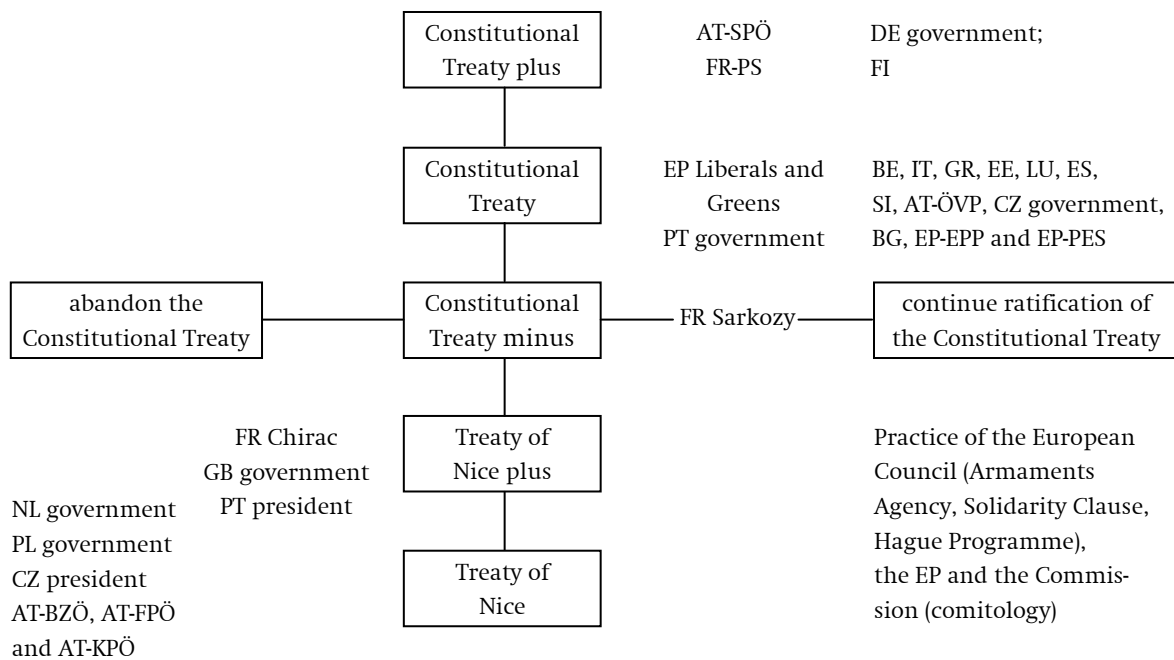 Constitutional
Treaty plus
AT-SPÖ
FR-PS
DE government;
FI
Constitutional
Treaty
EP Liberals and
Greens
PT government
BE, IT, GR, EE, LU, ES,
SI, AT-ÖVP, CZ government,
BG, EP-EPP and EP-PES
abandon the
Constitutional Treaty
Constitutional
Treaty minus
FR Sarkozy
continue ratification of
the Constitutional Treaty
FR Chirac
GB government
PT president
Treaty of
Nice plus
Practice of the European
Council (Armaments
Agency, Solidarity Clause,
Hague Programme),
the EP and the Commis-
sion (comitology)
NL government
PL government
CZ president
AT-BZÖ, AT-FPÖ
and AT-KPÖ
Treaty of
Nice